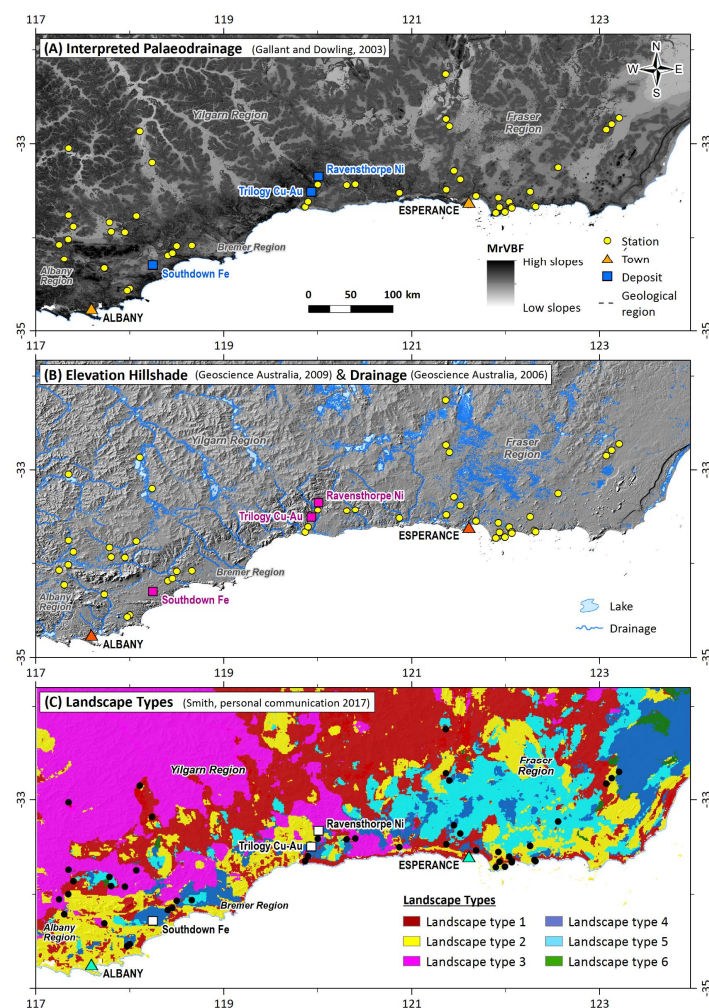 117 119 121 123
(A) Interpreted Palaeodrainage (Gallant and Dowling, 2003)
N
W E
S
Yilgarn Region
Fraser
Region
-33 -33
Ravensthorpe Ni
Trilogy Cu-Au
ESPERANCE
Bremer Region
Albany
Region
Southdown Fe
ALBANY
MrVBF
High slopes
Low slopes
Station
Town
Deposit
Geological
region
0 50 100 km
-35 -35
117 119 121 123
(B) Elevation Hillshade (Geoscience Australia, 2009) & Drainage (Geoscience Australia, 2006)
Yilgarn Region
Fraser
Region
-33 -33
Ravensthorpe Ni
Trilogy Cu-Au
ESPERANCE
Bremer Region
Albany
Region
Southdown Fe
Lake
Drainage
ALBANY
-35 -35
117 119 121 123
(C) Landscape Types (Smith, personal communication 2017)
Yilgarn Region
Fraser
Region
-33 -33
Ravensthorpe Ni
Trilogy Cu-Au
ESPERANCE
Bremer Region
Albany
Region
Southdown Fe
ALBANY
Landscape Types
Landscape type 1 Landscape type 4
Landscape type 2 Landscape type 5
Landscape type 3 Landscape type 6
-35 -35
117 119 121 123